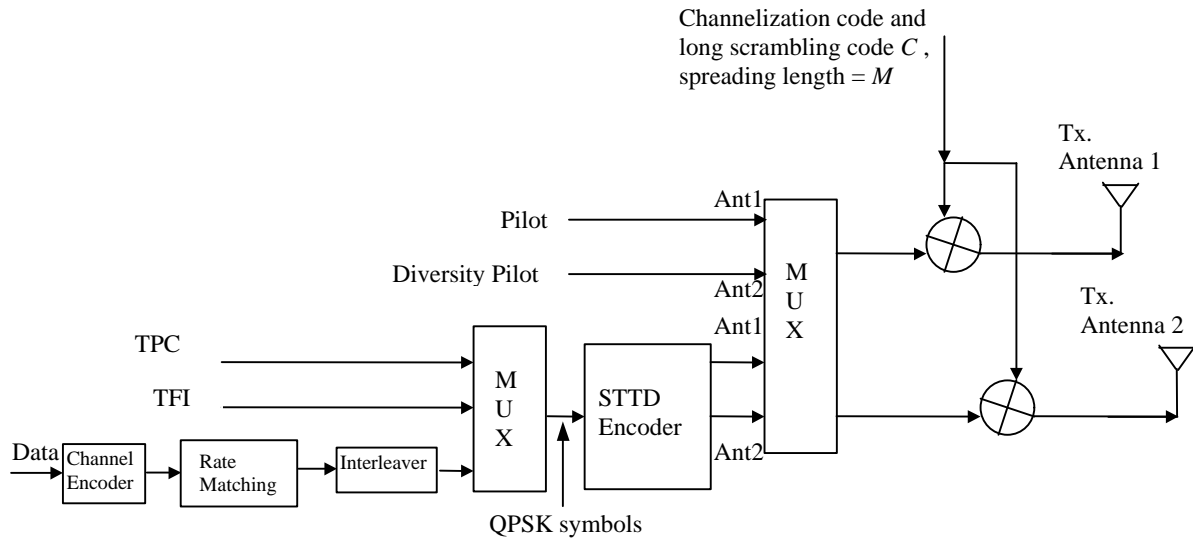 Channelization code and
long scrambling code C ,
spreading length = M
Tx.
Antenna 1
Ant1
Pilot
Diversity Pilot
Ant2
M
U
X
Tx.
Antenna 2
Ant1
TPC
TFI
M
U
X
STTD
Encoder
Ant2
Data
Channel
Encoder
Rate
Matching
Interleaver
QPSK symbols